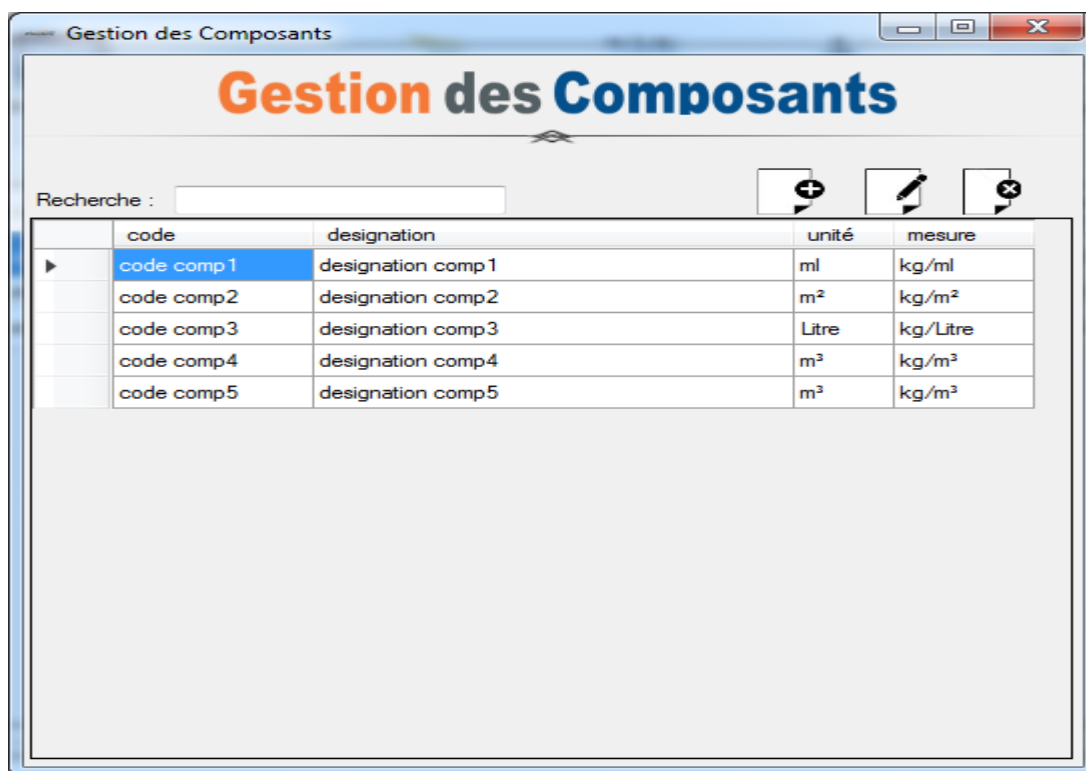 Gestion des Composants
Gestion des Composants
Recherche :
code designation unité mesure
code comp1 designation comp1 ml kg/ml
code comp2 designation comp2 m² kg/m²
code comp3 designation comp3 Litre kg/Litre
code comp4 designation comp4 m³ kg/m³
code comp5 designation comp5 m³ kg/m³